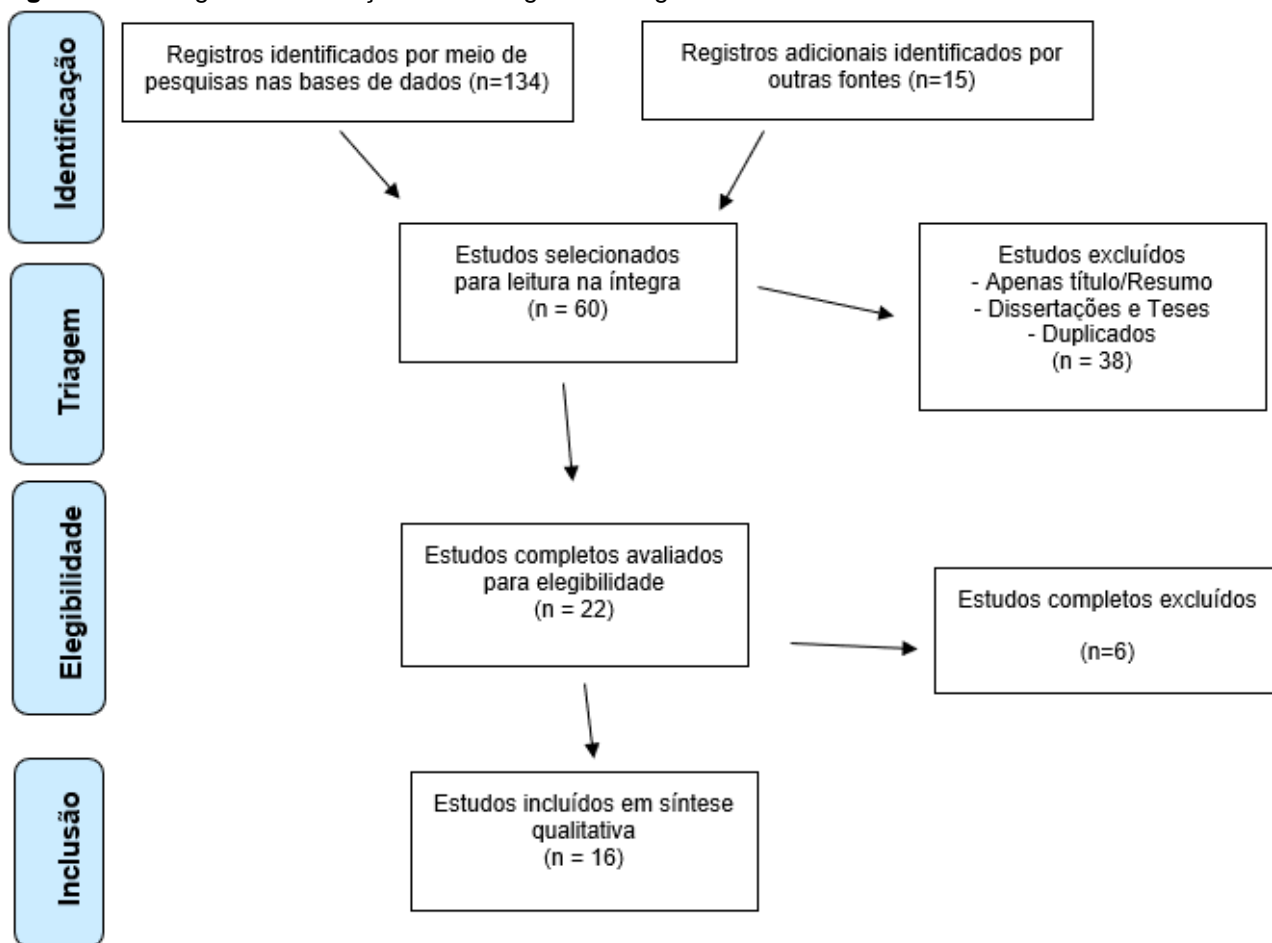 Identificação
Registros identificados por meio de
pesquisas nas bases de dados (n=134)
Registros adicionais identificados por
outras fontes (n=15)
Triagem
Estudos selecionados
para leitura na íntegra
(n = 60)
Estudos excluídos
- Apenas título/Resumo
- Dissertações e Teses
- Duplicados
(n = 38)
Elegibilidade
Estudos completos avaliados
para elegibilidade
(n = 22)
Estudos completos excluídos
(n=6)
Inclusão
Estudos incluídos em síntese
qualitativa
(n = 16)